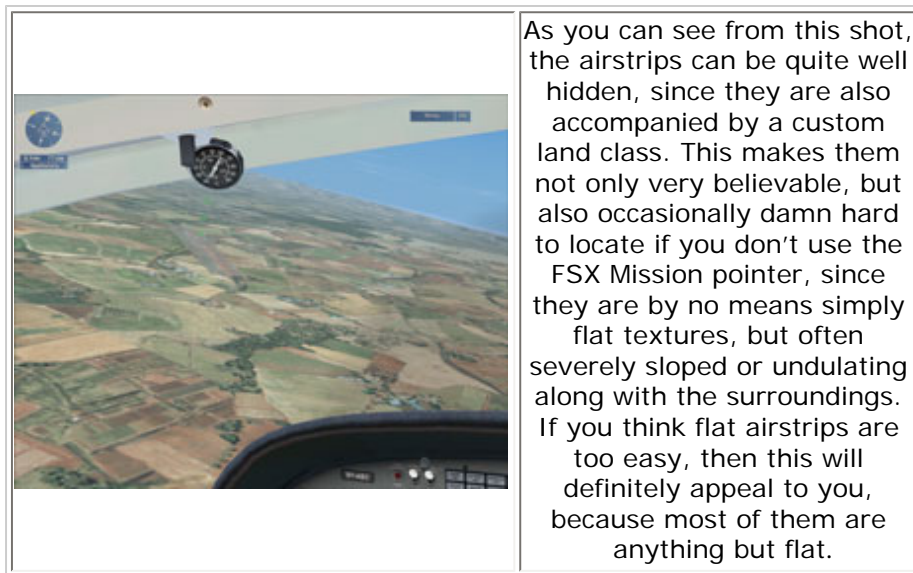 As you can see from this shot,
the airstrips can be quite well
hidden, since they are also
accompanied by a custom
land class. This makes them
not only very believable, but
also occasionally damn hard
to locate if you don’t use the
FSX Mission pointer, since
they are by no means simply
flat textures, but often
severely sloped or undulating
along with the surroundings.
If you think flat airstrips are
too easy, then this will
definitely appeal to you,
because most of them are
anything but flat.